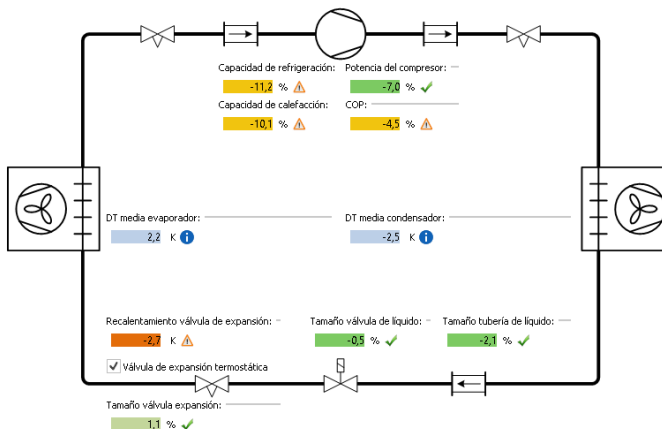 Capacidad de refrigeración: Potencia del compresor:
-11,2 % -7,0 %
Capacidad de calefacción: COP:
-10,1 % -4,5 %
DT media evaporador: DT media condensador:
2,2 K -2,5 K
Recalentamiento válvula de expansión: Tamaño válvula de líquido: Tamaño tubería de líquido:
-2,7 K -0,5 % -2,1 %
Válvula de expansión termostática
Tamaño válvula expansión:
1,1 %